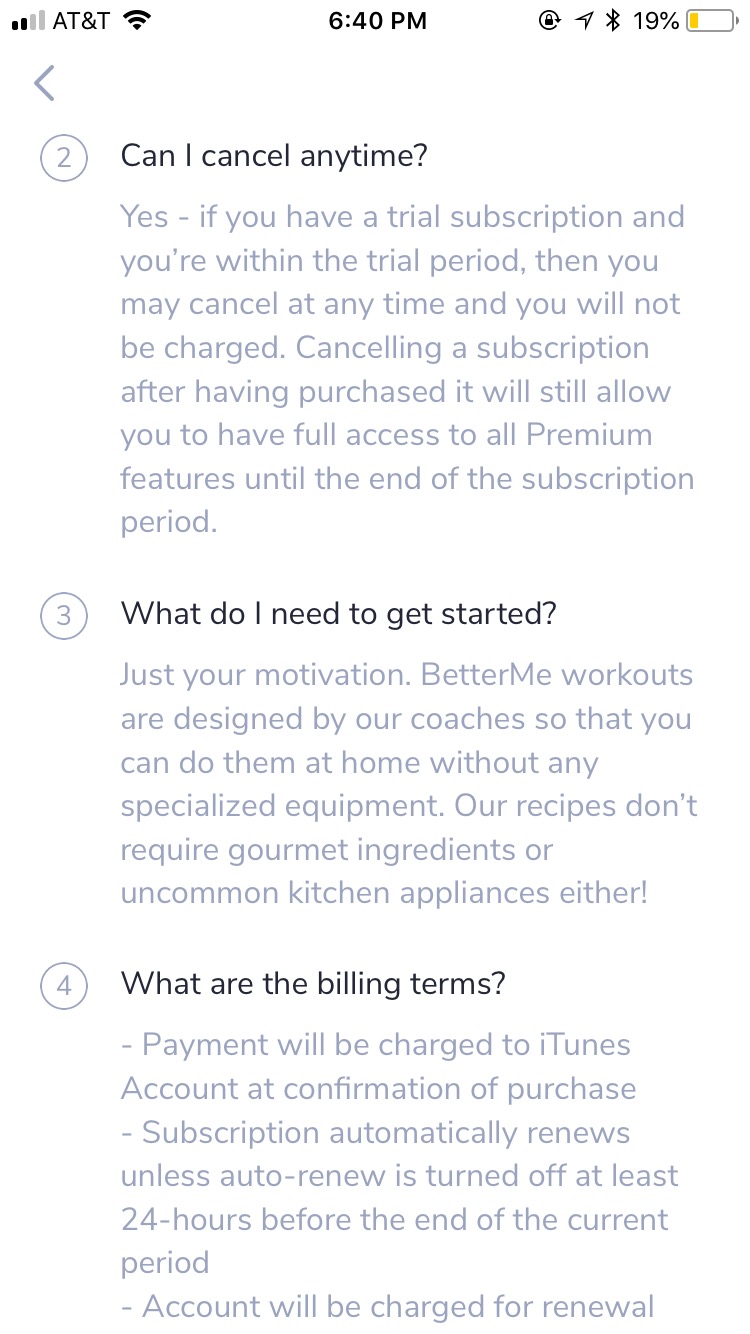 AT&T 6:40 PM 19%
2 Can I cancel anytime?
Yes - if you have a trial subscription and
you’re within the trial period, then you
may cancel at any time and you will not
be charged. Cancelling a subscription
after having purchased it will still allow
you to have full access to all Premium
features until the end of the subscription
period.
3 What do I need to get started?
Just your motivation. BetterMe workouts
are designed by our coaches so that you
can do them at home without any
specialized equipment. Our recipes don’t
require gourmet ingredients or
uncommon kitchen appliances either!
4 What are the billing terms?
- Payment will be charged to iTunes
Account at confirmation of purchase
- Subscription automatically renews
unless auto-renew is turned off at least
24-hours before the end of the current
period
- Account will be charged for renewal